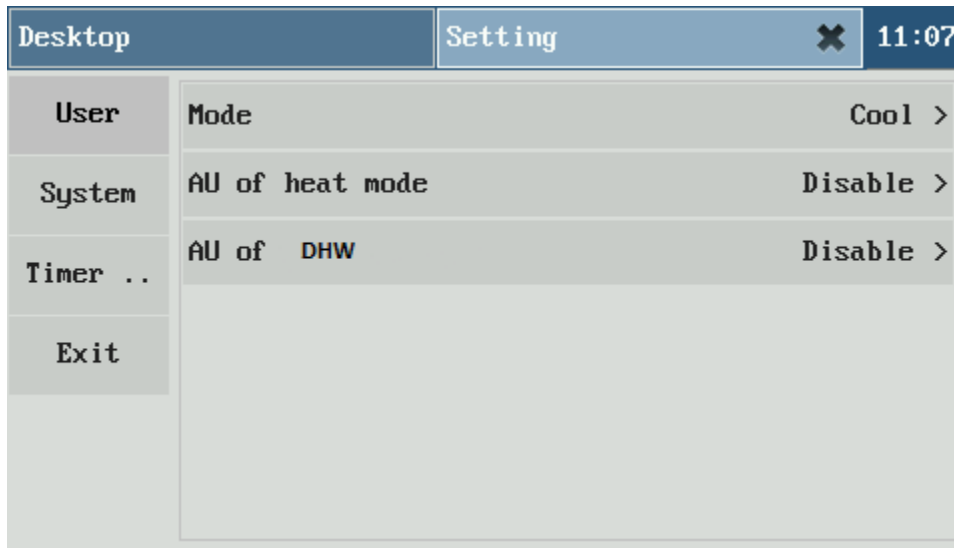 Desktop Setting ✖ 11:07
User
System
Timer ..
Exit
Mode Cool >
AU of heat mode Disable >
AU of DHW Disable >